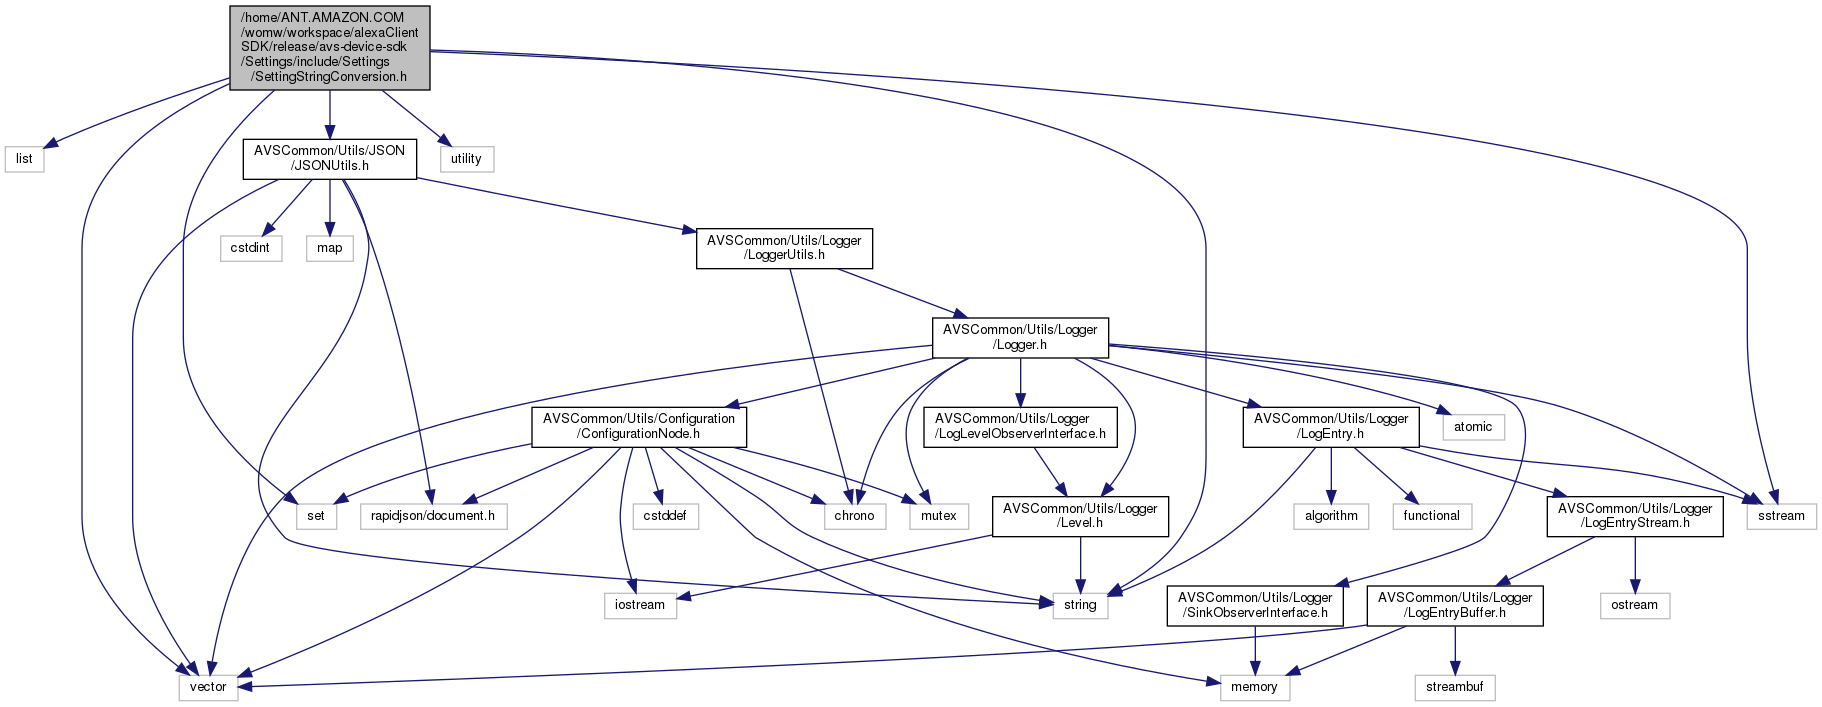 /home/ANT.AMAZON.COM
/womw/workspace/alexaClient
SDK/release/avs-device-sdk
/Settings/include/Settings
/SettingStringConversion.h
list
AVSCommon/Utils/JSON
/JSONUtils.h
utility
cstdint
map
AVSCommon/Utils/Logger
/LoggerUtils.h
AVSCommon/Utils/Logger
/Logger.h
AVSCommon/Utils/Configuration
/ConfigurationNode.h
AVSCommon/Utils/Logger
/LogLevelObserverInterface.h
AVSCommon/Utils/Logger
/LogEntry.h
atomic
set
rapidjson/document.h
cstddef
chrono
mutex
AVSCommon/Utils/Logger
/Level.h
algorithm
functional
AVSCommon/Utils/Logger
/LogEntryStream.h
sstream
iostream
string
AVSCommon/Utils/Logger
/SinkObserverInterface.h
AVSCommon/Utils/Logger
/LogEntryBuffer.h
ostream
vector
memory
streambuf